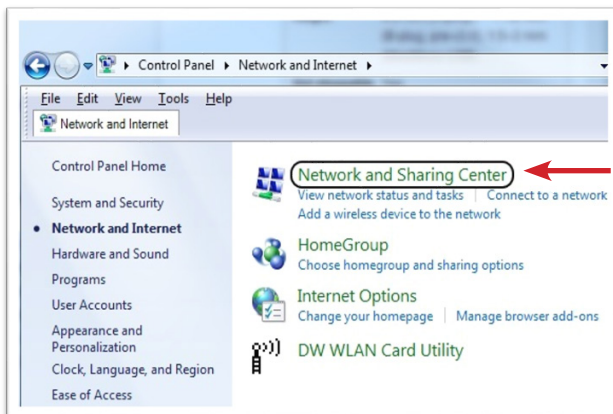 Control Panel Network and Internet
File Edit View Tools Help
Network and Internet
Control Panel Home
System and Security
Network and Internet
Hardware and Sound
Programs
User Accounts
Appearance and
Personalization
Clock, Language, and Region
Ease of Access
Network and Sharing Center
View network status and tasks Connect to a network
Add a wireless device to the network
HomeGroup
Choose homegroup and sharing options
Internet Options
Change your homepage Manage browser add-ons
DW WLAN Card Utility